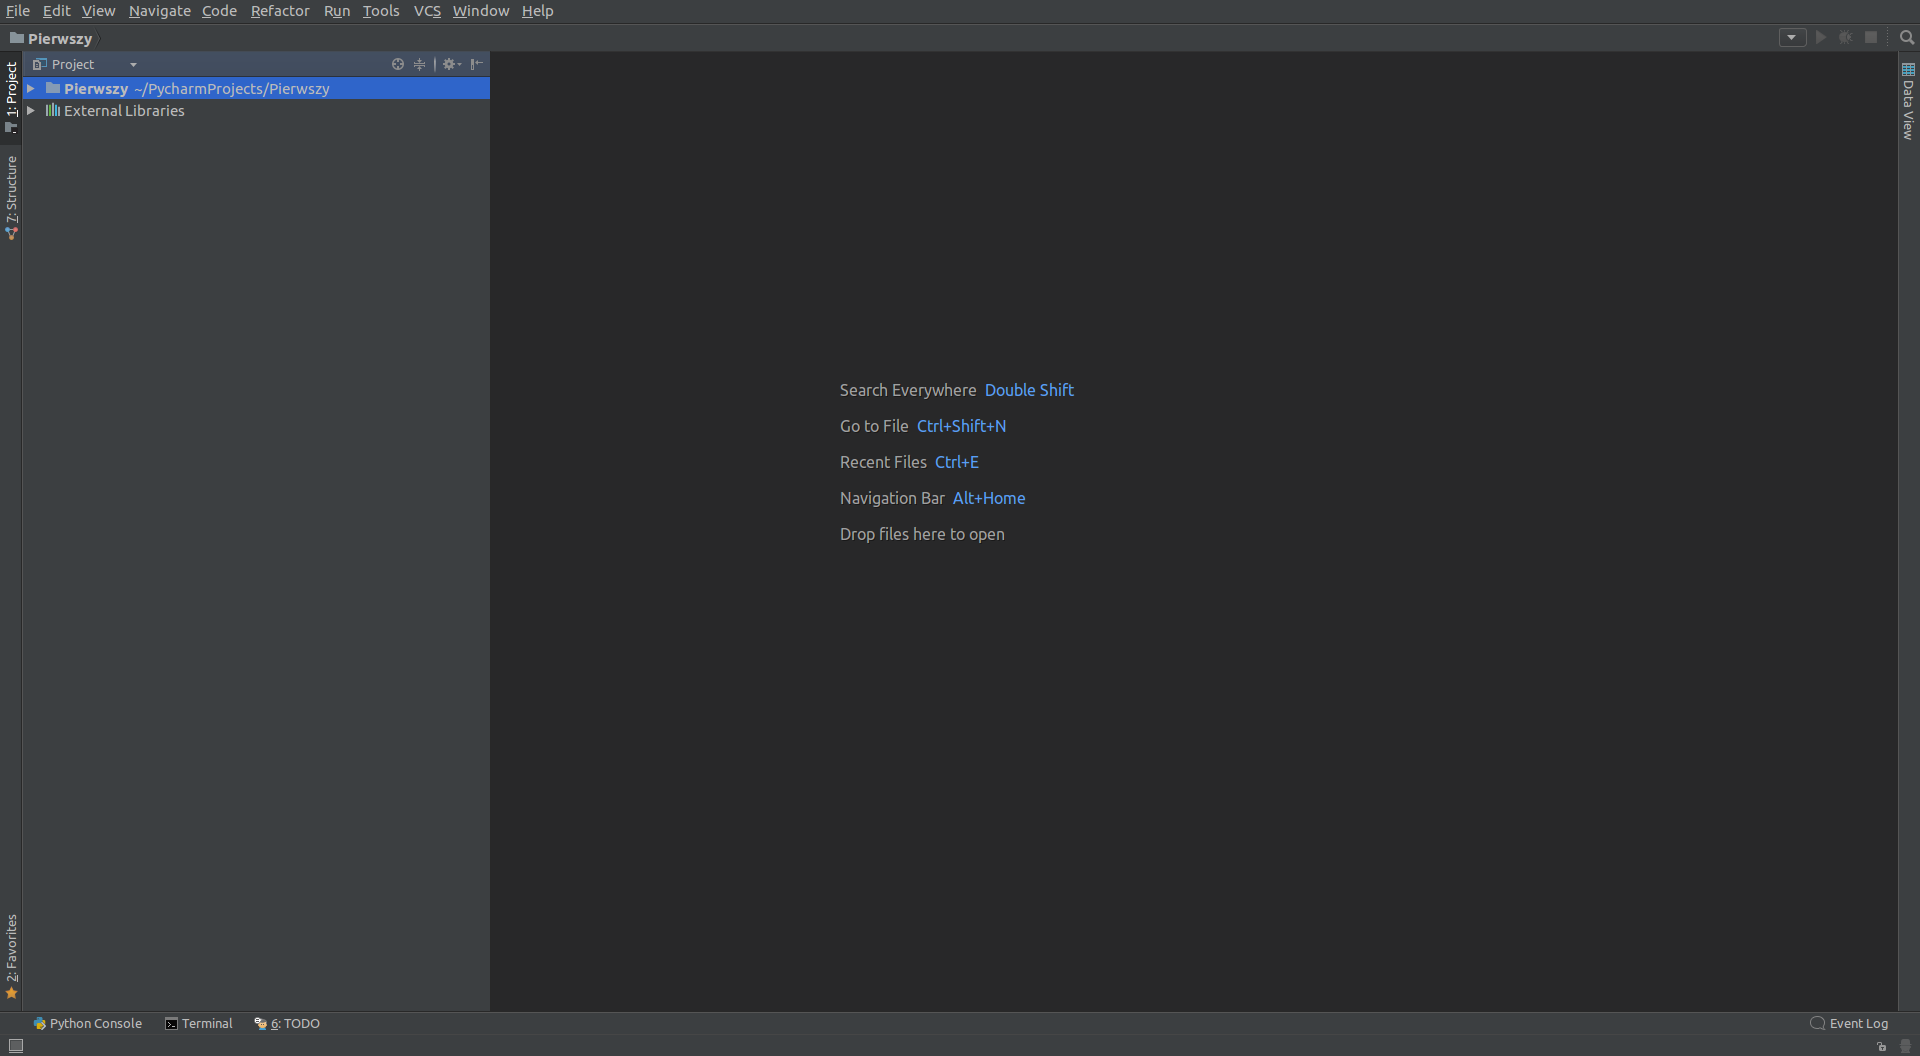 File Edit View Navigate Code Refactor Run Tools VCS Window Help
Pierwszy
1: Project
Project
Pierwszy ~/PycharmProjects/Pierwszy
External Libraries
7: Structure
Data View
Search Everywhere Double Shift
Go to File Ctrl+Shift+N
Recent Files Ctrl+E
Navigation Bar Alt+Home
Drop files here to open
2: Favorites
Python Console Terminal 6: TODO Event Log